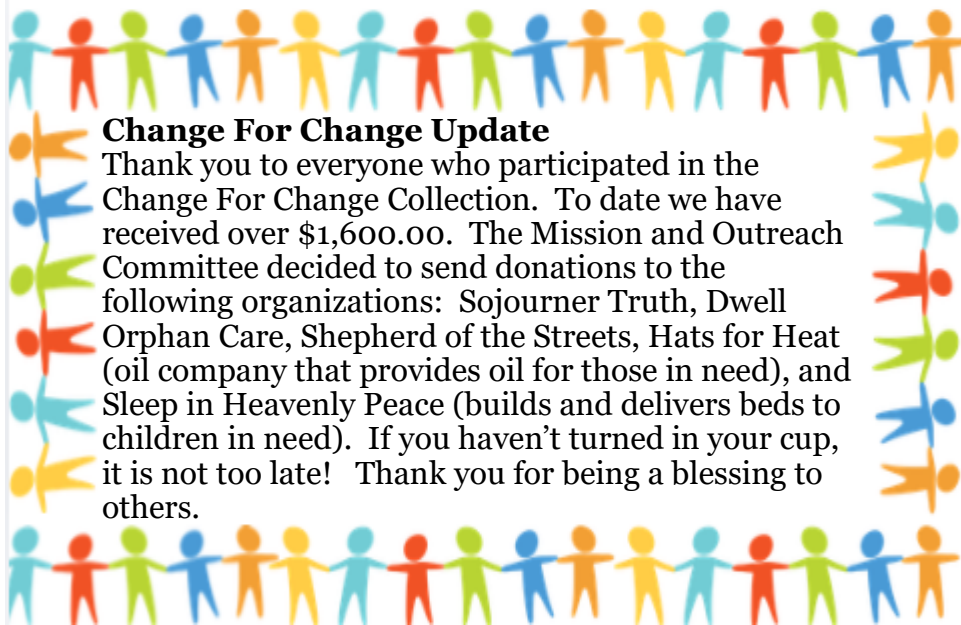 Change For Change Update
Thank you to everyone who participated in the
Change For Change Collection.  To date we have
received over $1,600.00.  The Mission and Outreach
Committee decided to send donations to the
following organizations:  Sojourner Truth, Dwell
Orphan Care, Shepherd of the Streets, Hats for Heat
(oil company that provides oil for those in need), and
Sleep in Heavenly Peace (builds and delivers beds to
children in need).  If you haven’t turned in your cup,
it is not too late!   Thank you for being a blessing to
others.